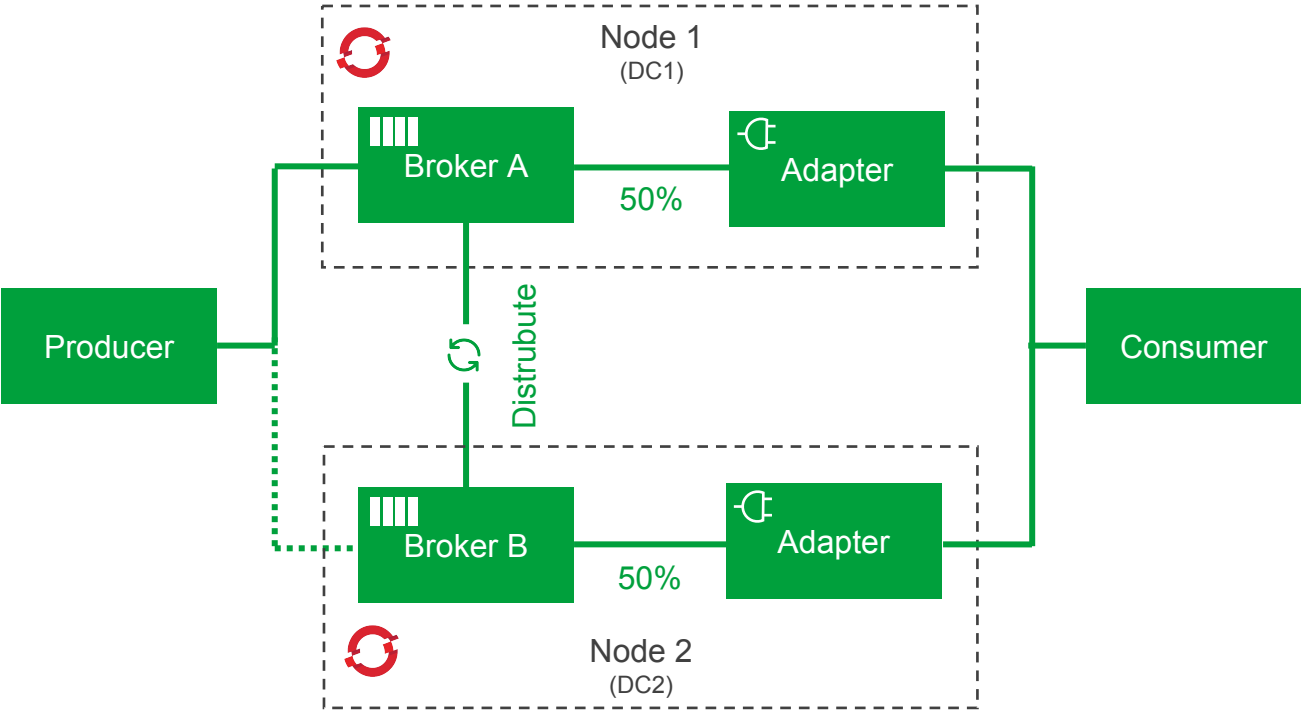 Node 1
(DC1)
Broker A
Adapter
50%
Producer
Distrubute
Consumer
Broker B
Adapter
50%
Node 2
(DC2)